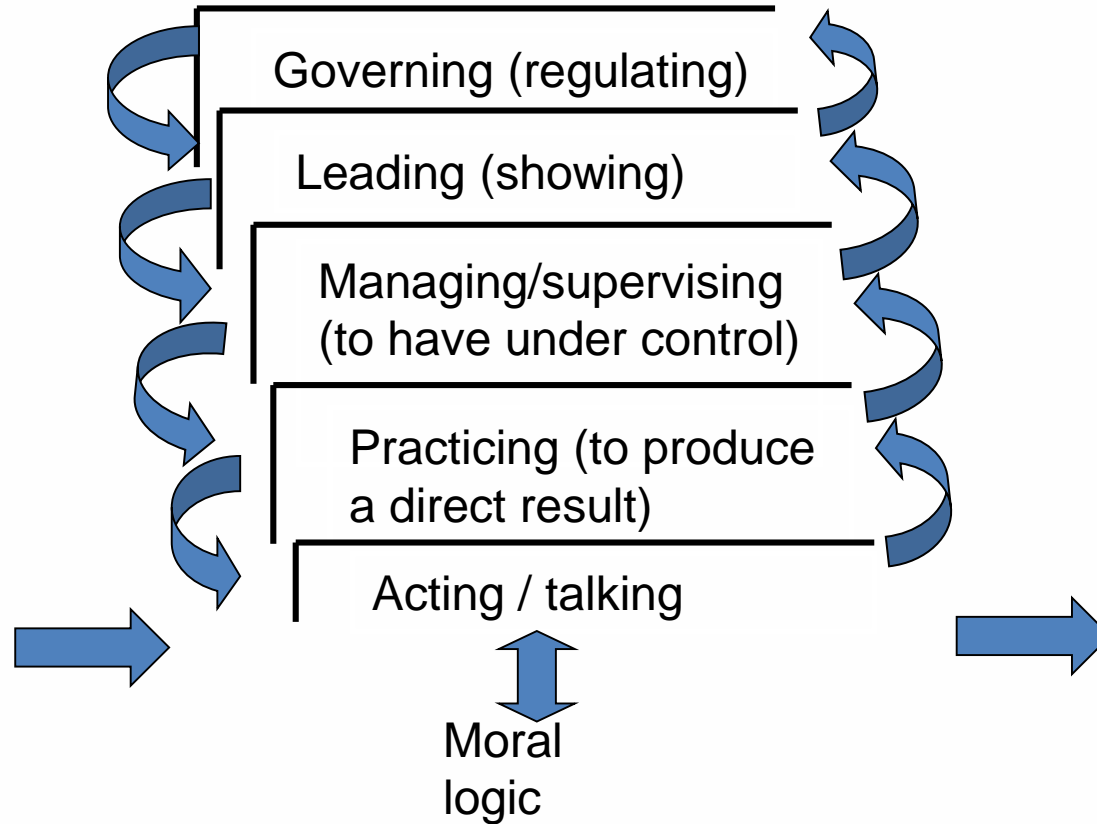 Governing (regulating)
Leading (showing)
Managing/supervising
(to have under control)
Practicing (to produce
a direct result)
Acting / talking
Moral
logic